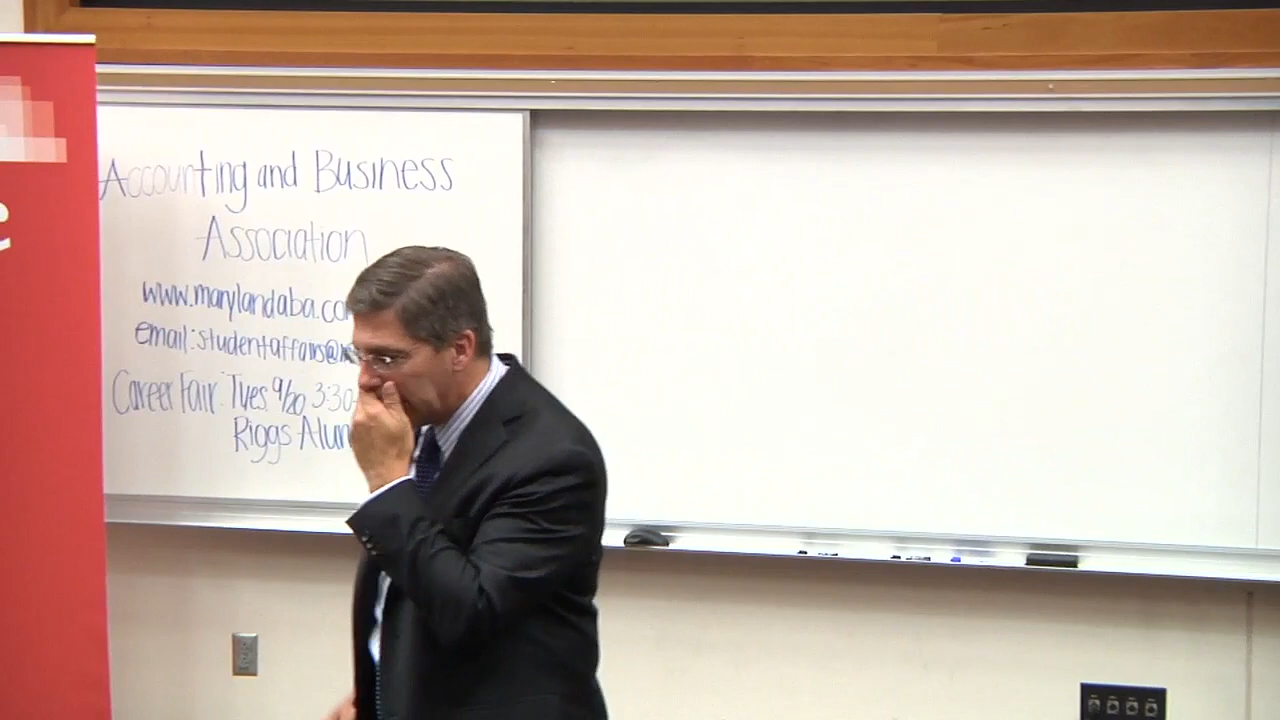 Accounting and Business
Association
www.marylandaba.co
email: studentaffairs@
Career Fair: Tues. 9/20 3:30-
Riggs Alum
e